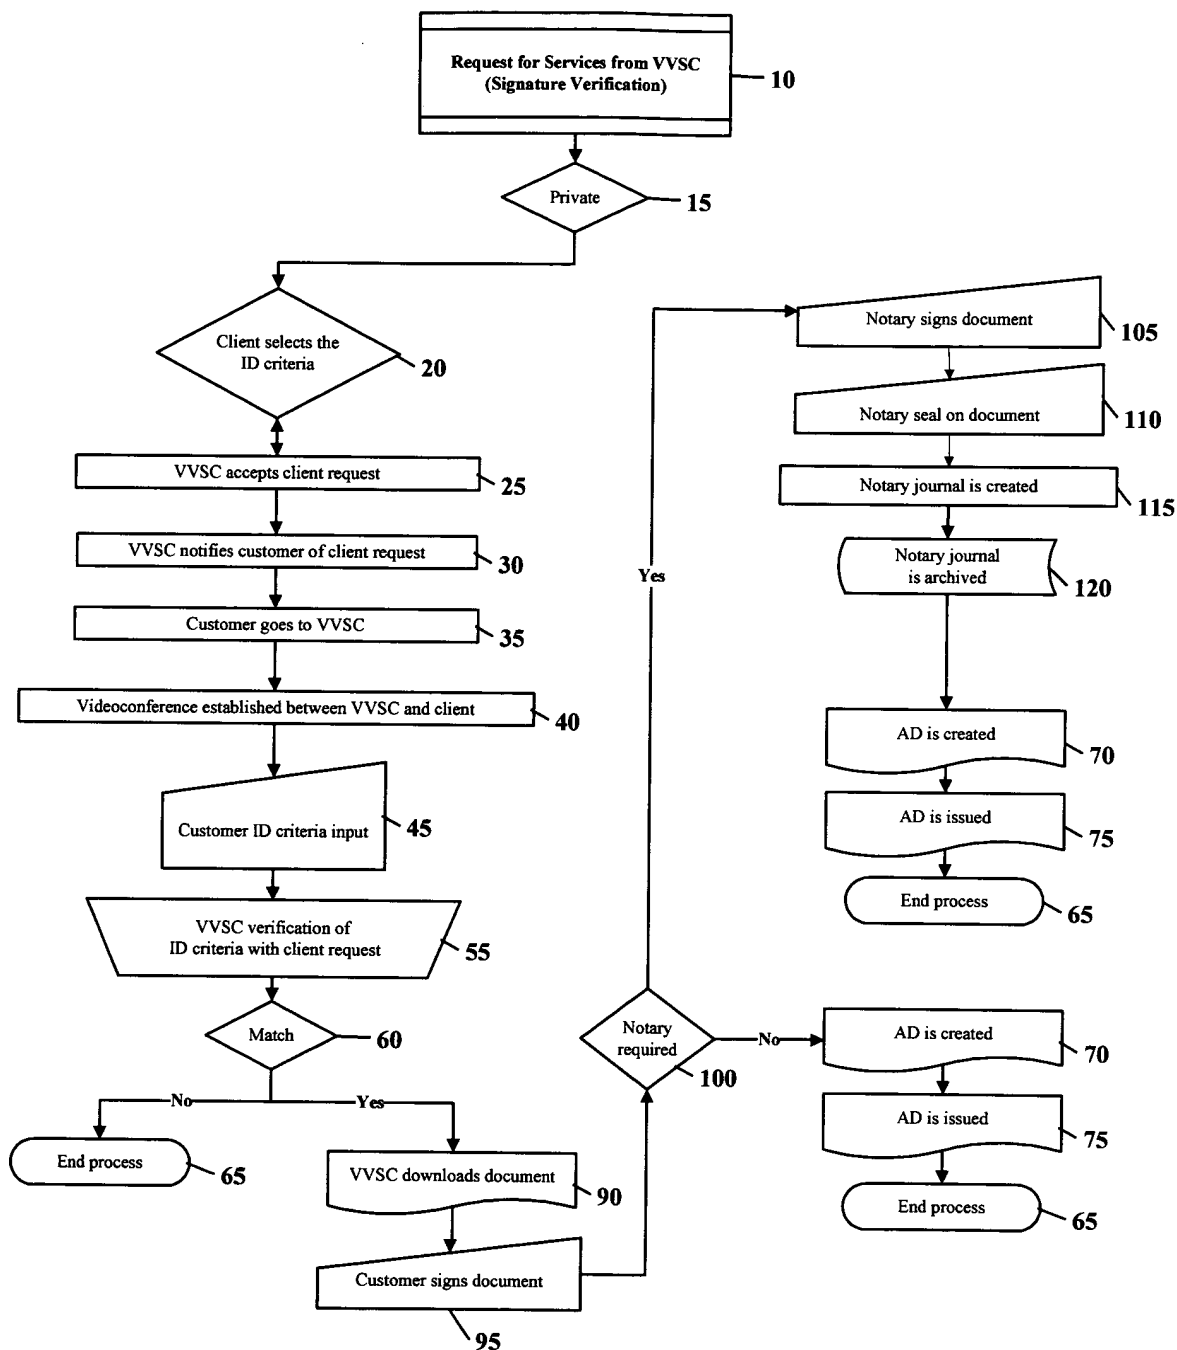 Request for Services from VVSC
(Signature Verification)
10
Private
15
Client selects the
ID criteria
20
VVSC accepts client request
25
VVSC notifies customer of client request
30
Customer goes to VVSC
35
Videoconference established between VVSC and client
40
Customer ID criteria input
45
VVSC verification of
ID criteria with client request
55
Match
60
No
Yes
End process
65
VVSC downloads document
90
Customer signs document
95
Notary
required
100
Yes
No
Notary signs document
105
Notary seal on document
110
Notary journal is created
115
Notary journal
is archived
120
AD is created
70
AD is issued
75
End process
65
AD is created
70
AD is issued
75
End process
65